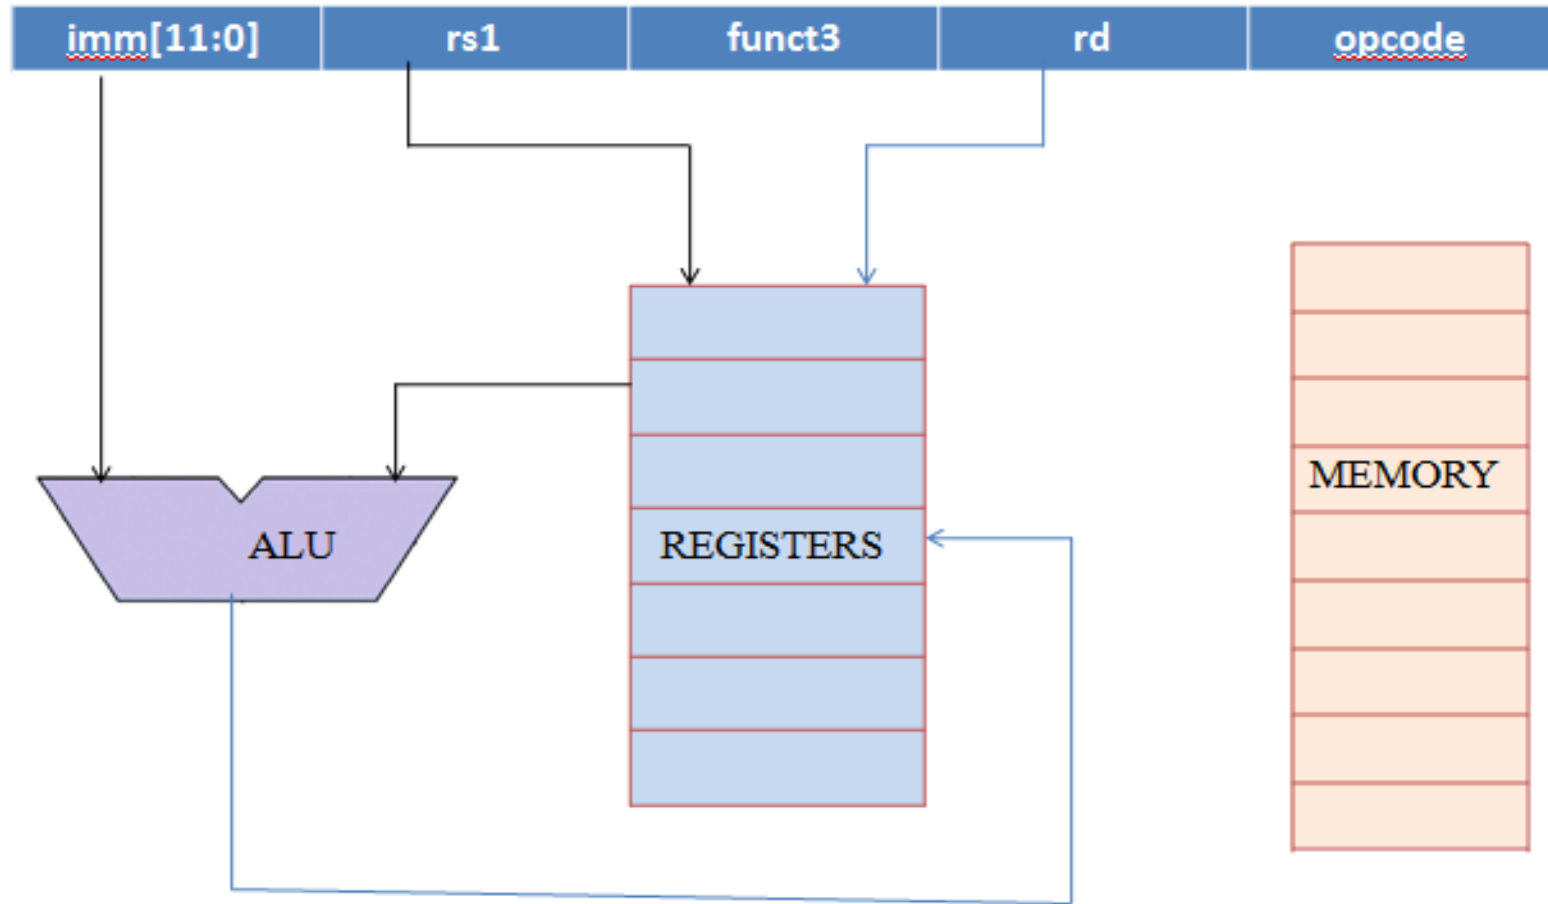 imm[11:0] rs1 funct3 rd opcode
MEMORY
ALU REGISTERS